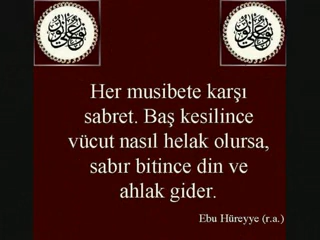 Her musibete karşı
sabret. Baş kesilince
vücut nasıl helak olursa,
sabır bitince din ve
ahlak gider.
Ebu Hüreyye (r.a.)